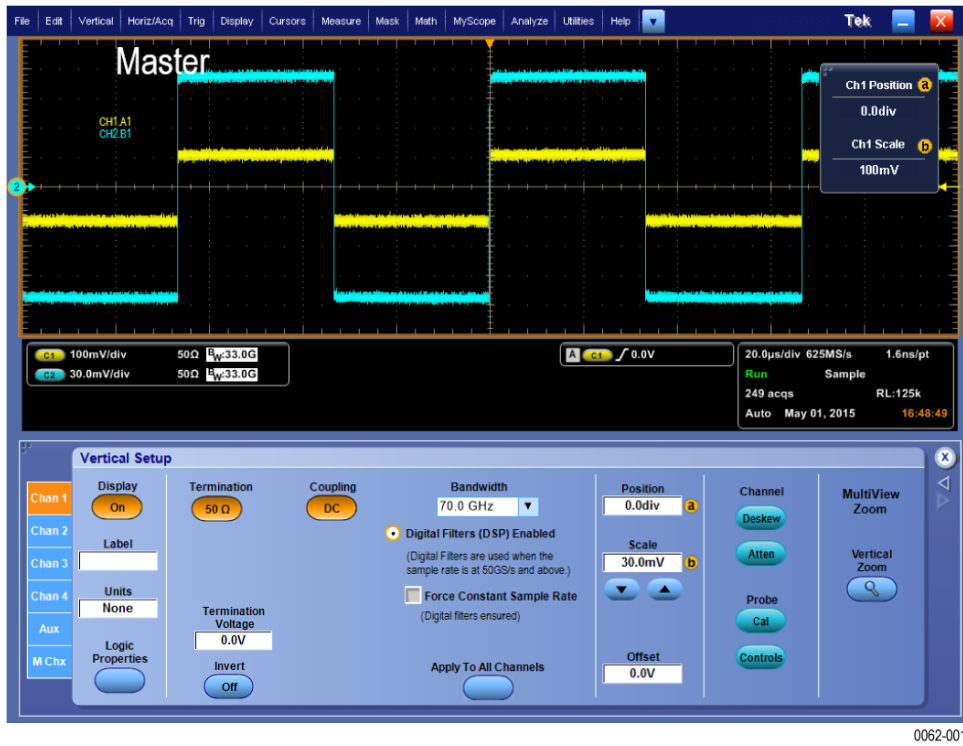 File Edit Vertical Horiz/Acq Trig Display Cursors Measure Mask Math MyScope Analyze Utilities Help Tek X
Master
Ch1 Position a
0.0div
Ch1 Scale b
100mV
CH1.A1
CH2.B1
2
C1 100mV/div 50Ω BW:33.0G
C2 30.0mV/div 50Ω BW:33.0G
A C1 0.0V
20.0µs/div 625MS/s 1.6ns/pt
Run Sample
249 acqs RL:125k
Auto May 01, 2015 16:48:49
Vertical Setup
X
Chan 1
Chan 2
Chan 3
Chan 4
Aux
M Chx
Display
On
Label
Units
None
Logic
Properties
Termination
50 Ω
Termination
Voltage
0.0V
Invert
Off
Coupling
DC
Bandwidth
70.0 GHz
Digital Filters (DSP) Enabled
(Digital Filters are used when the
sample rate is at 50GS/s and above.)
Force Constant Sample Rate
(Digital filters ensured)
Apply To All Channels
Position
0.0div a
Scale
30.0mV b
Offset
0.0V
Channel
Deskew
Atten
Probe
Cal
Controls
MultiView
Zoom
Vertical
Zoom
0062-001